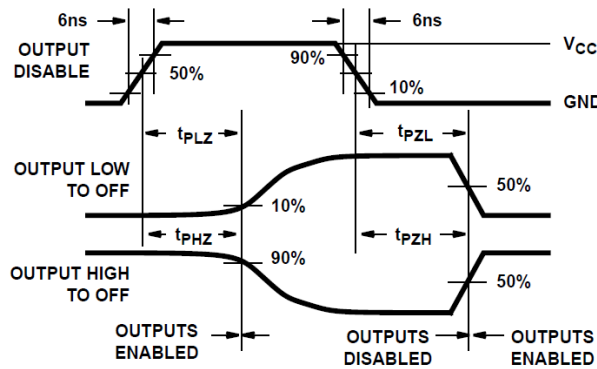 6ns
6ns
OUTPUT
DISABLE
50%
90%
10%
VCC
GND
tPLZ
tPZL
OUTPUT LOW
TO OFF
10%
50%
tPHZ
tPZH
OUTPUT HIGH
TO OFF
90%
50%
OUTPUTS
ENABLED
OUTPUTS
DISABLED
OUTPUTS
ENABLED